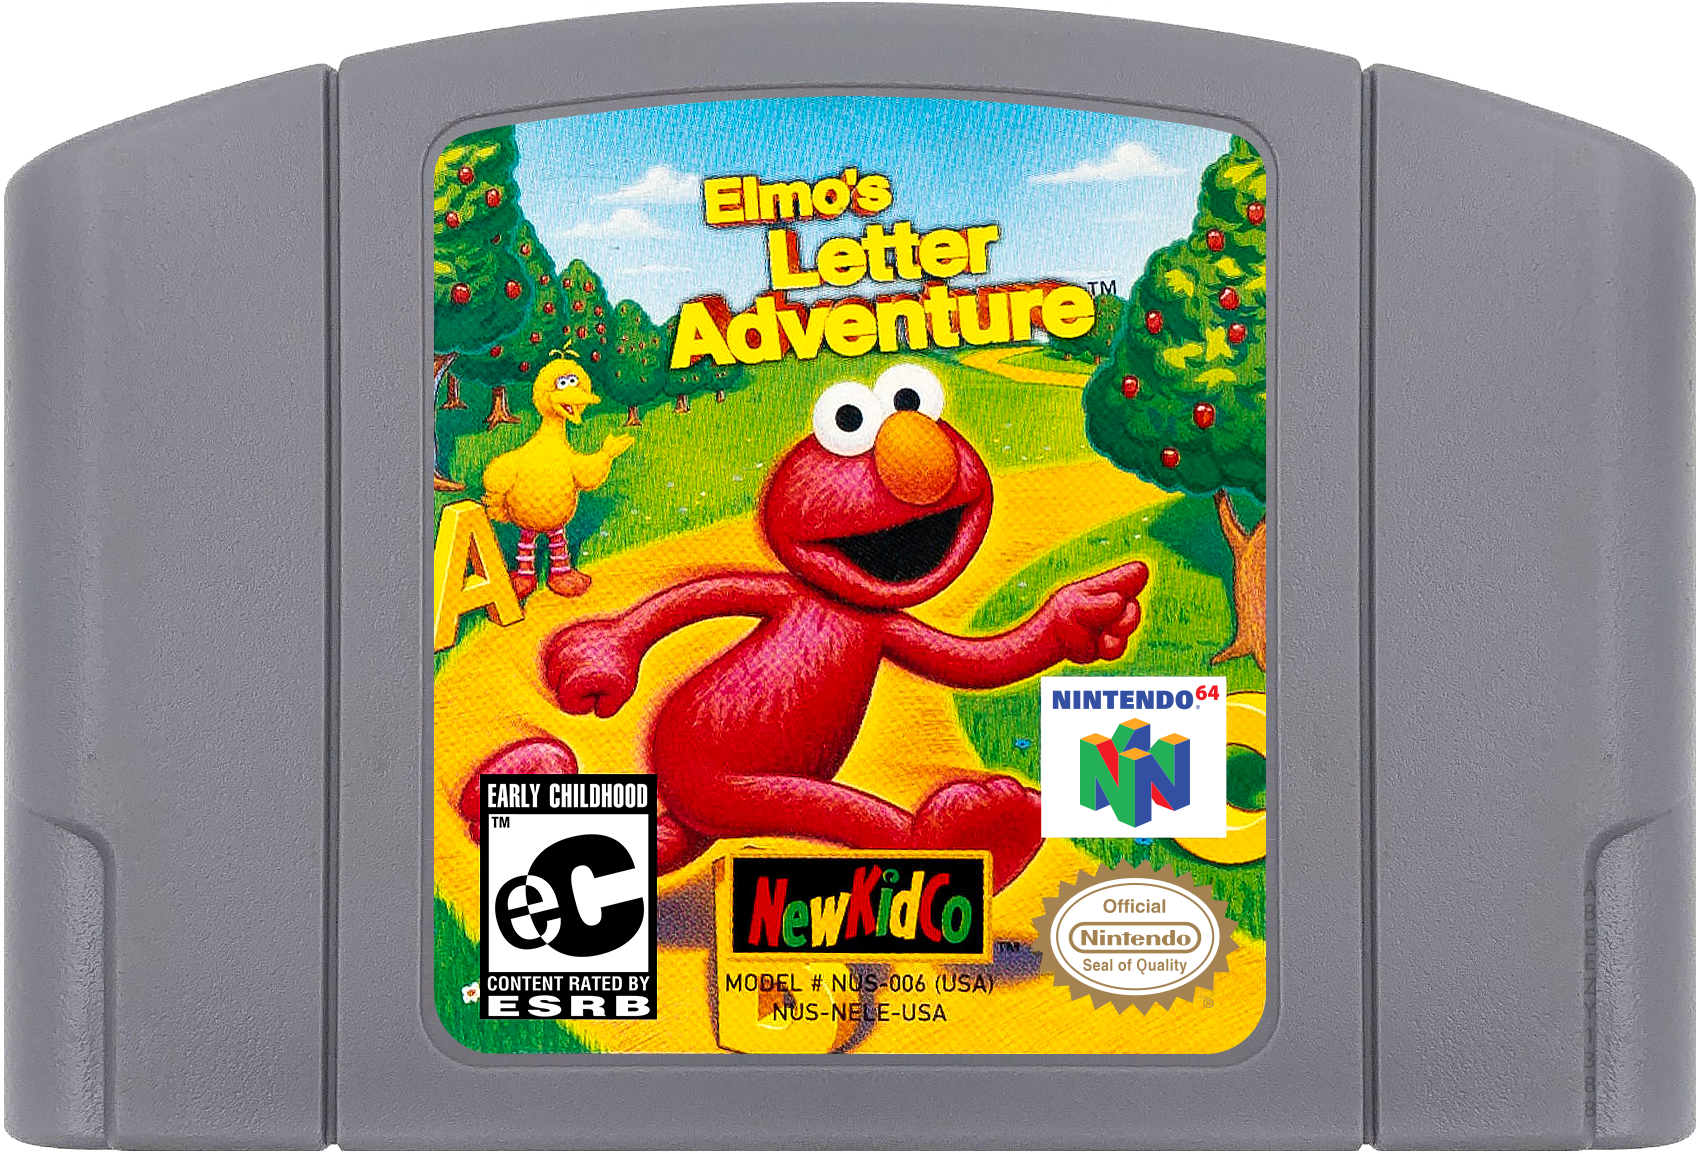 Elmo's
Letter
Adventure™
A
NINTENDO⁶⁴
EARLY CHILDHOOD
™
eC
CONTENT RATED BY
ESRB
NewKidCo™
MODEL # NUS-006 (USA)
NUS-NELE-USA
Official
Nintendo
Seal of Quality
®